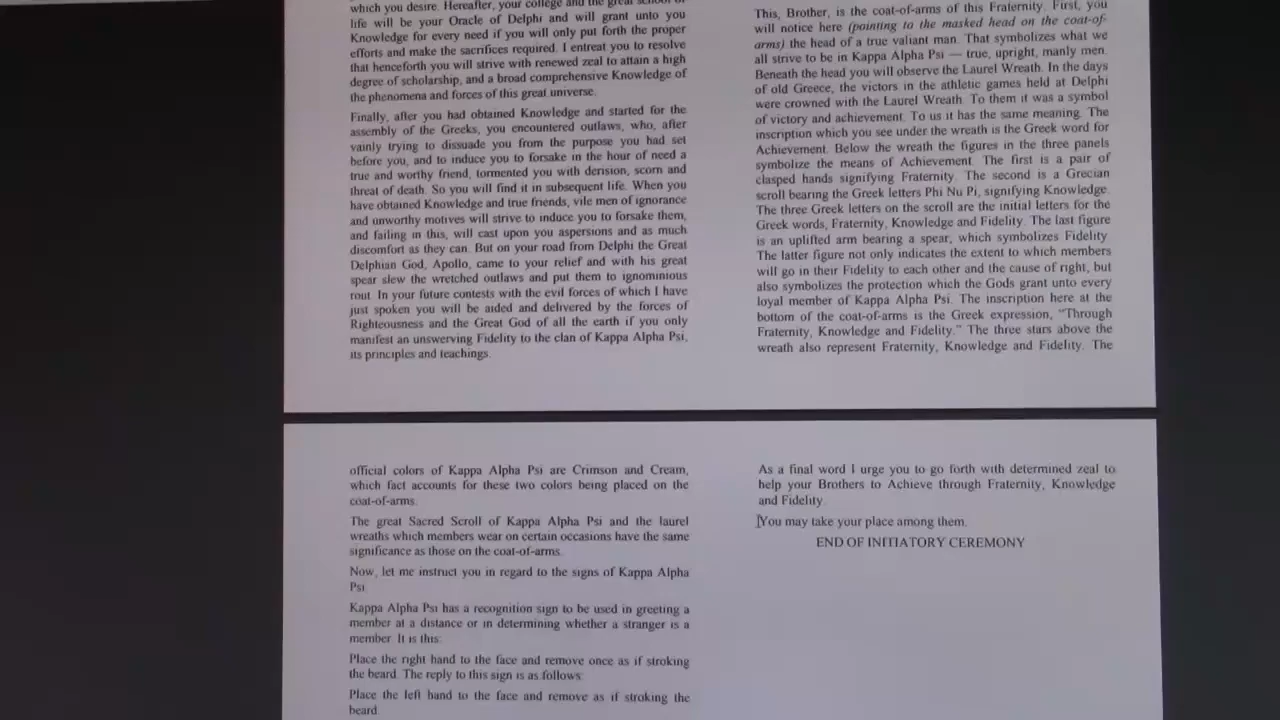 which you desire. Hereafter, your college and the great school of
life will be your Oracle of Delphi and will grant unto you
Knowledge for every need if you will only put forth the proper
efforts and make the sacrifices required. I entreat you to resolve
that henceforth you will strive with renewed zeal to attain a high
degree of scholarship, and a broad comprehensive Knowledge of
the phenomena and forces of this great universe.
Finally, after you had obtained Knowledge and started for the
assembly of the Greeks, you encountered outlaws, who, after
vainly trying to dissuade you from the purpose you had set
before you, and to induce you to forsake in the hour of need a
true and worthy friend, tormented you with derision, scorn and
threat of death. So you will find it in subsequent life. When you
have obtained Knowledge and true friends, vile men of ignorance
and unworthy motives will strive to induce you to forsake them,
and failing in this, will cast upon you aspersions and as much
discomfort as they can. But on your road from Delphi the Great
Delphian God, Apollo, came to your relief and with his great
spear slew the wretched outlaws and put them to ignominious
rout. In your future contests with the evil forces of which I have
just spoken you will be aided and delivered by the forces of
Righteousness and the Great God of all the earth if you only
manifest an unswerving Fidelity to the clan of Kappa Alpha Psi,
its principles and teachings.
This, Brother, is the coat-of-arms of this Fraternity. First, you
will notice here (pointing to the masked head on the coat-of-
arms) the head of a true valiant man. That symbolizes what we
all strive to be in Kappa Alpha Psi — true, upright, manly men.
Beneath the head you will observe the Laurel Wreath. In the days
of old Greece, the victors in the athletic games held at Delphi
were crowned with the Laurel Wreath. To them it was a symbol
of victory and achievement. To us it has the same meaning. The
inscription which you see under the wreath is the Greek word for
Achievement. Below the wreath the figures in the three panels
symbolize the means of Achievement. The first is a pair of
clasped hands signifying Fraternity. The second is a Grecian
scroll bearing the Greek letters Phi Nu Pi, signifying Knowledge.
The three Greek letters on the scroll are the initial letters for the
Greek words, Fraternity, Knowledge and Fidelity. The last figure
is an uplifted arm bearing a spear, which symbolizes Fidelity.
The latter figure not only indicates the extent to which members
will go in their Fidelity to each other and the cause of right, but
also symbolizes the protection which the Gods grant unto every
loyal member of Kappa Alpha Psi. The inscription here at the
bottom of the coat-of-arms is the Greek expression, "Through
Fraternity, Knowledge and Fidelity." The three stars above the
wreath also represent Fraternity, Knowledge and Fidelity. The
official colors of Kappa Alpha Psi are Crimson and Cream,
which fact accounts for these two colors being placed on the
coat-of-arms.
The great Sacred Scroll of Kappa Alpha Psi and the laurel
wreaths which members wear on certain occasions have the same
significance as those on the coat-of-arms.
Now, let me instruct you in regard to the signs of Kappa Alpha
Psi.
Kappa Alpha Psi has a recognition sign to be used in greeting a
member at a distance or in determining whether a stranger is a
member. It is this:
Place the right hand to the face and remove once as if stroking
the beard. The reply to this sign is as follows:
Place the left hand to the face and remove as if stroking the
beard.
As a final word I urge you to go forth with determined zeal to
help your Brothers to Achieve through Fraternity, Knowledge
and Fidelity.
You may take your place among them.
END OF INITIATORY CEREMONY